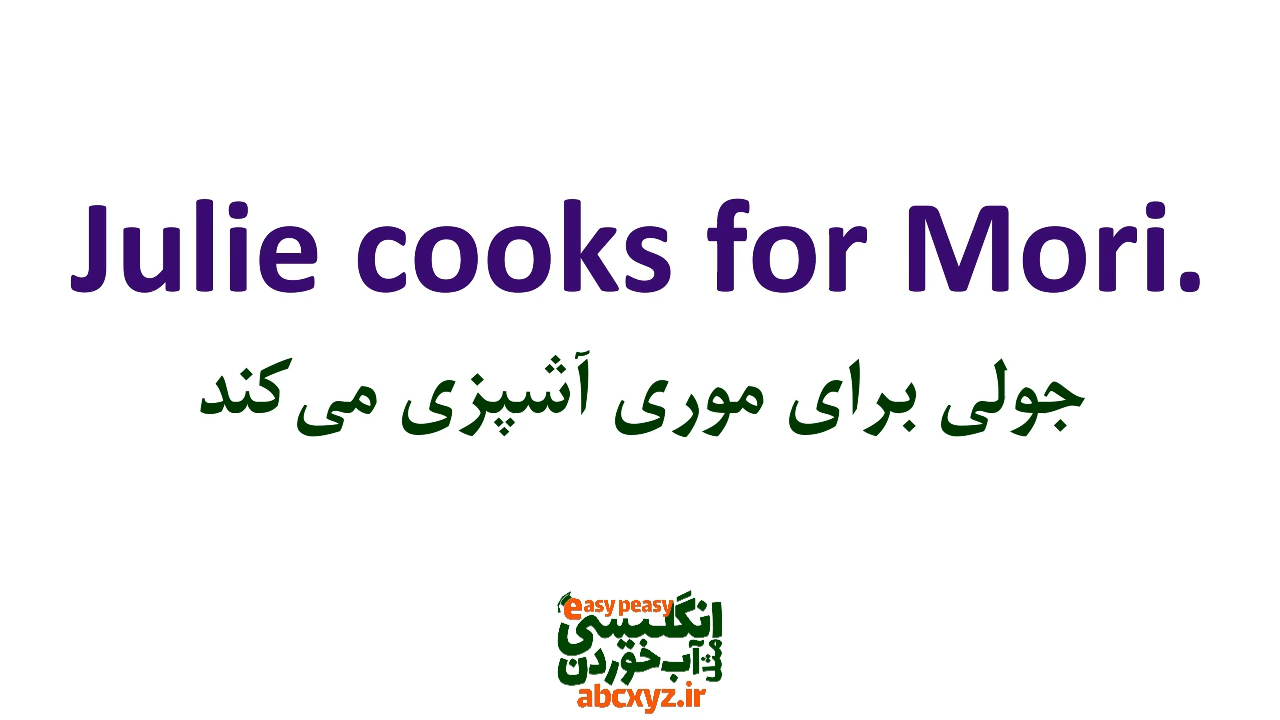 Julie cooks for Mori.
جولی برای موری آشپزی می‌کند
easy peasy
انگلیسی
مثل آب خوردن
abcxyz.ir